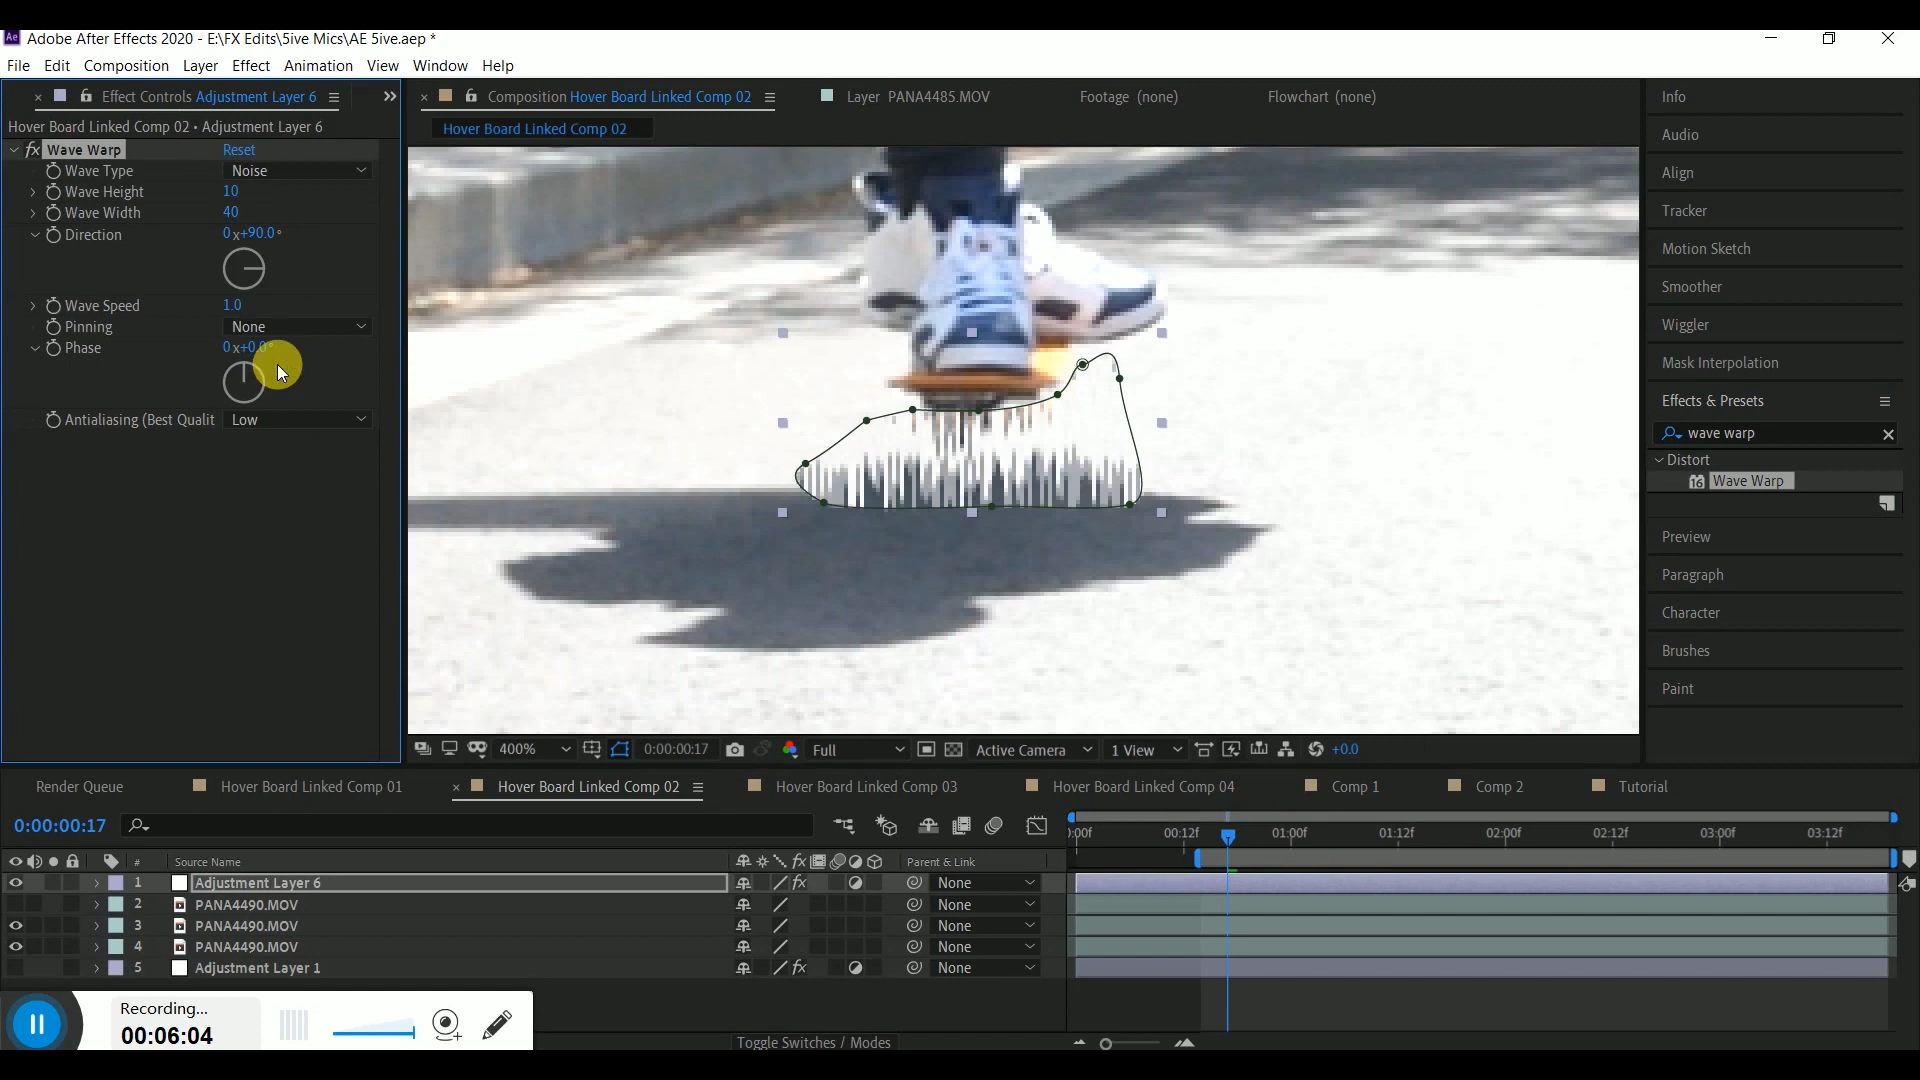 Ae Adobe After Effects 2020 - E:\FX Edits\5ive Mics\AE 5ive.aep *
File Edit Composition Layer Effect Animation View Window Help
Effect Controls Adjustment Layer 6
Composition Hover Board Linked Comp 02
Layer PANA4485.MOV
Footage (none)
Flowchart (none)
Hover Board Linked Comp 02 • Adjustment Layer 6
Hover Board Linked Comp 02
fx Wave Warp Reset
Wave Type Noise
Wave Height 10
Wave Width 40
Direction 0x+90.0°
Wave Speed 1.0
Pinning None
Phase 0x+0.0°
Antialiasing (Best Qualit Low
Info
Audio
Align
Tracker
Motion Sketch
Smoother
Wiggler
Mask Interpolation
Effects & Presets
wave warp
Distort
16 Wave Warp
Preview
Paragraph
Character
Brushes
Paint
400% 0:00:00:17 Full Active Camera 1 View +0.0
Render Queue Hover Board Linked Comp 01 Hover Board Linked Comp 02 Hover Board Linked Comp 03 Hover Board Linked Comp 04 Comp 1 Comp 2 Tutorial
0:00:00:17
):00f 00:12f 01:00f 01:12f 02:00f 02:12f 03:00f 03:12f
# Source Name fx Parent & Link
1 Adjustment Layer 6 fx None
2 PANA4490.MOV None
3 PANA4490.MOV None
4 PANA4490.MOV None
5 Adjustment Layer 1 fx None
Recording...
00:06:04
Toggle Switches / Modes